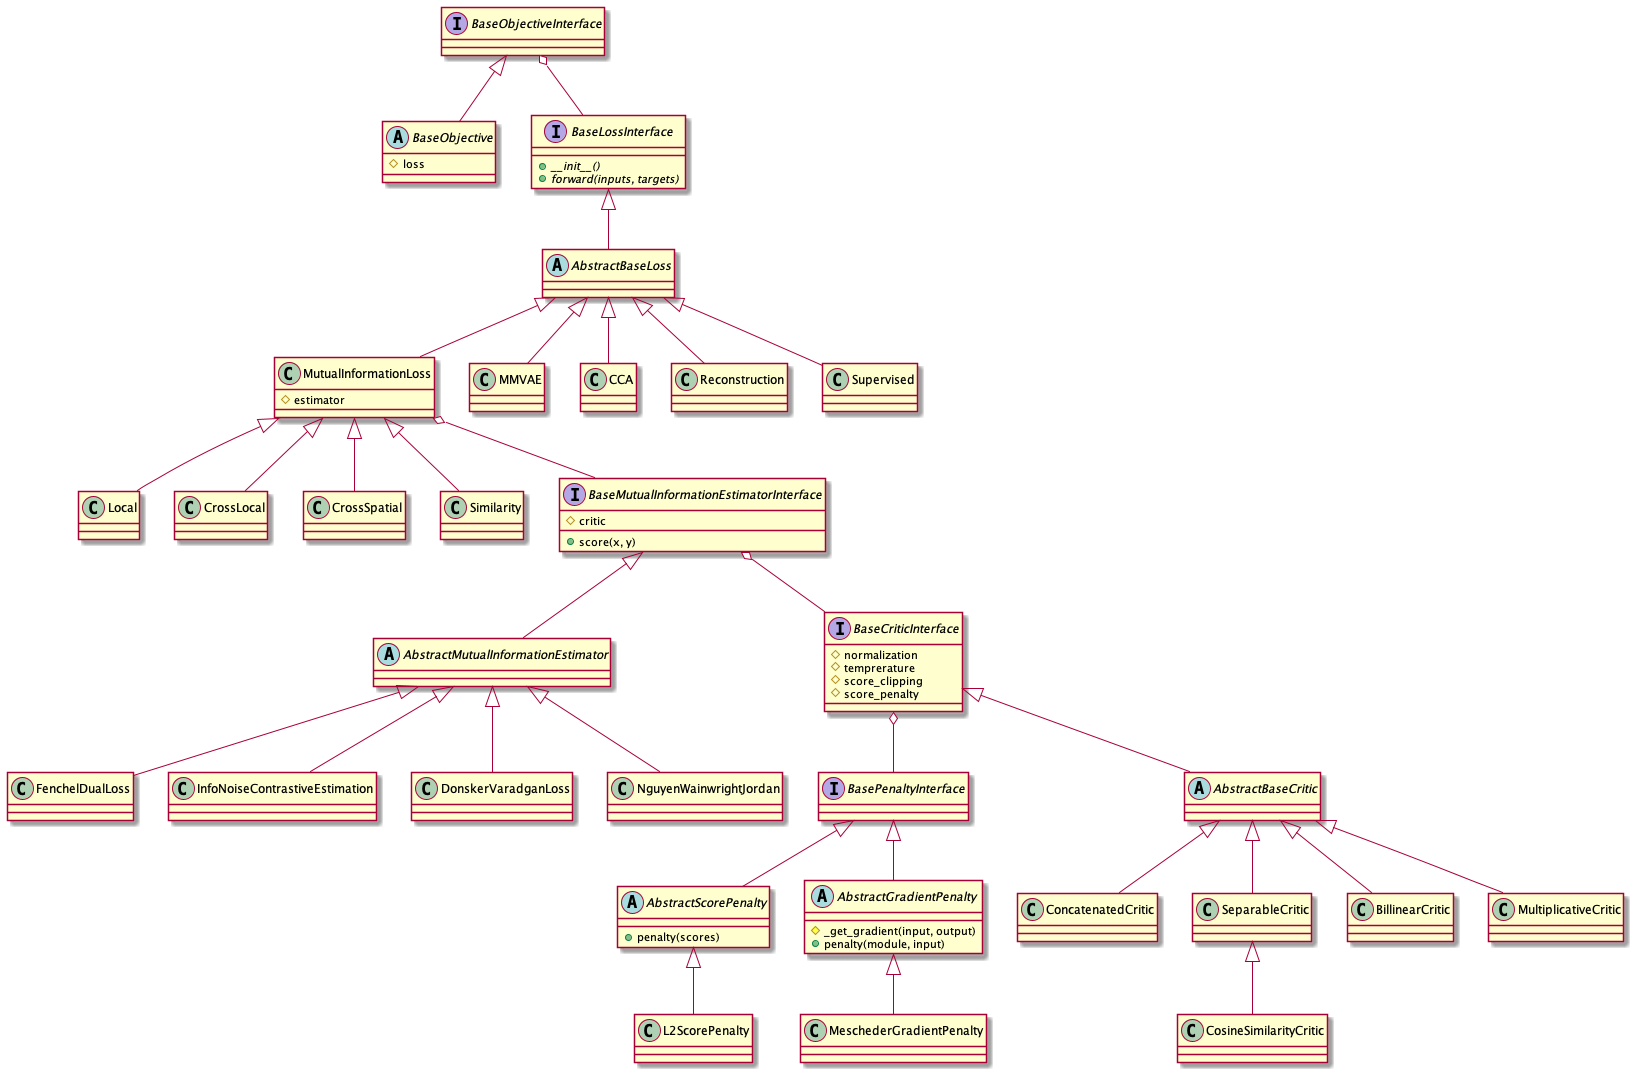 I BaseObjectiveInterface
A BaseObjective
loss
I BaseLossInterface
__init__()
forward(inputs, targets)
A AbstractBaseLoss
C MutualInformationLoss
estimator
C MMVAE
C CCA
C Reconstruction
C Supervised
C Local
C CrossLocal
C CrossSpatial
C Similarity
I BaseMutualInformationEstimatorInterface
critic
score(x, y)
A AbstractMutualInformationEstimator
I BaseCriticInterface
normalization
temprerature
score_clipping
score_penalty
C FenchelDualLoss
C InfoNoiseContrastiveEstimation
C DonskerVaradganLoss
C NguyenWainwrightJordan
I BasePenaltyInterface
A AbstractBaseCritic
A AbstractScorePenalty
penalty(scores)
A AbstractGradientPenalty
_get_gradient(input, output)
penalty(module, input)
C ConcatenatedCritic
C SeparableCritic
C BillinearCritic
C MultiplicativeCritic
C L2ScorePenalty
C MeschederGradientPenalty
C CosineSimilarityCritic